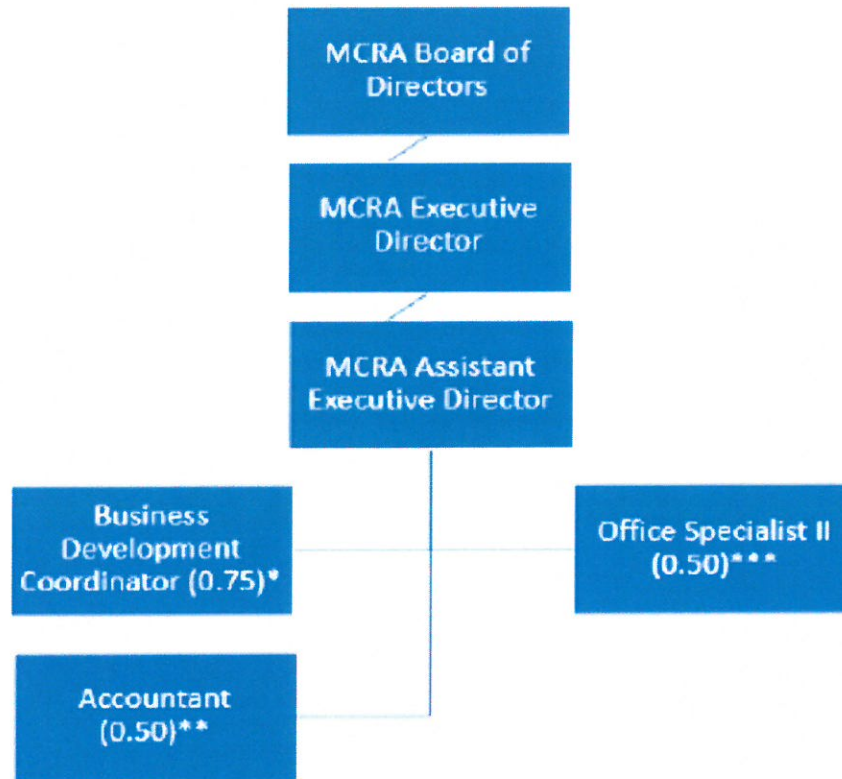 MCRA Board of
Directors
MCRA Executive
Director
MCRA Assistant
Executive Director
Business
Development
Coordinator (0.75)*
Office Specialist II
(0.50)***
Accountant
(0.50)**